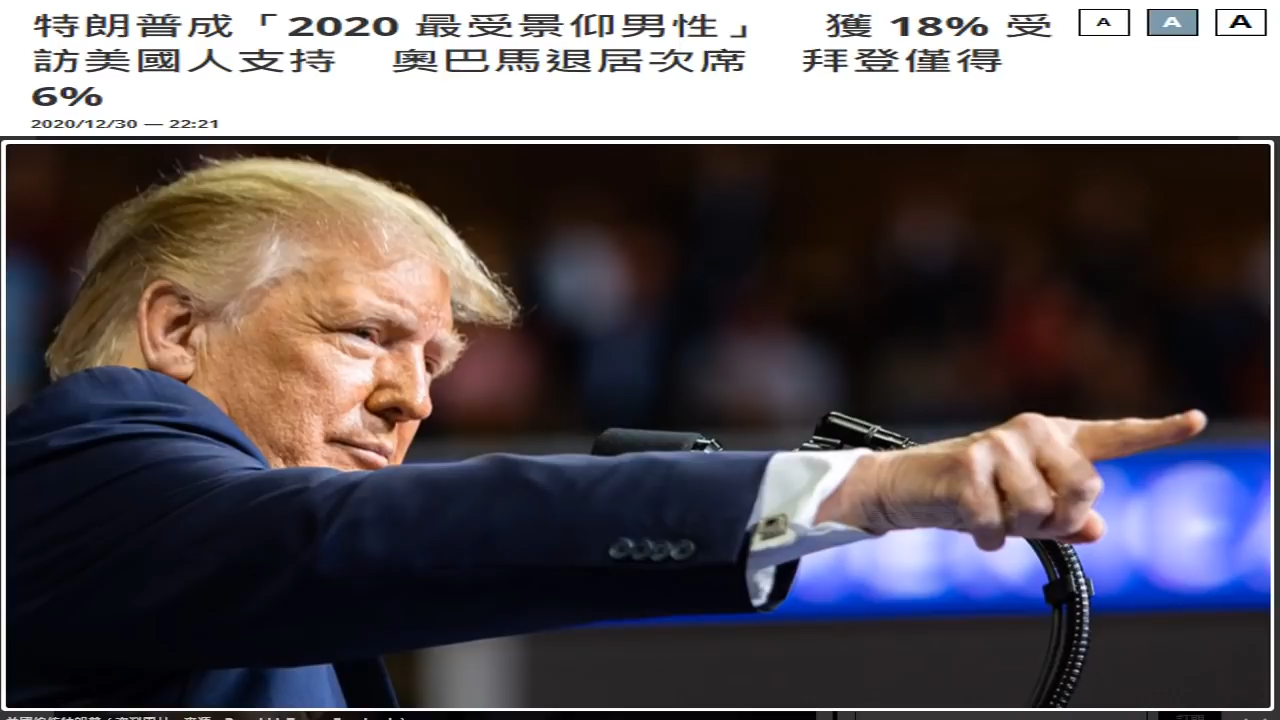 特朗普成「2020 最受景仰男性」　獲 18% 受
訪美國人支持　奧巴馬退居次席　拜登僅得
6%
A A A
2020/12/30 — 22:21